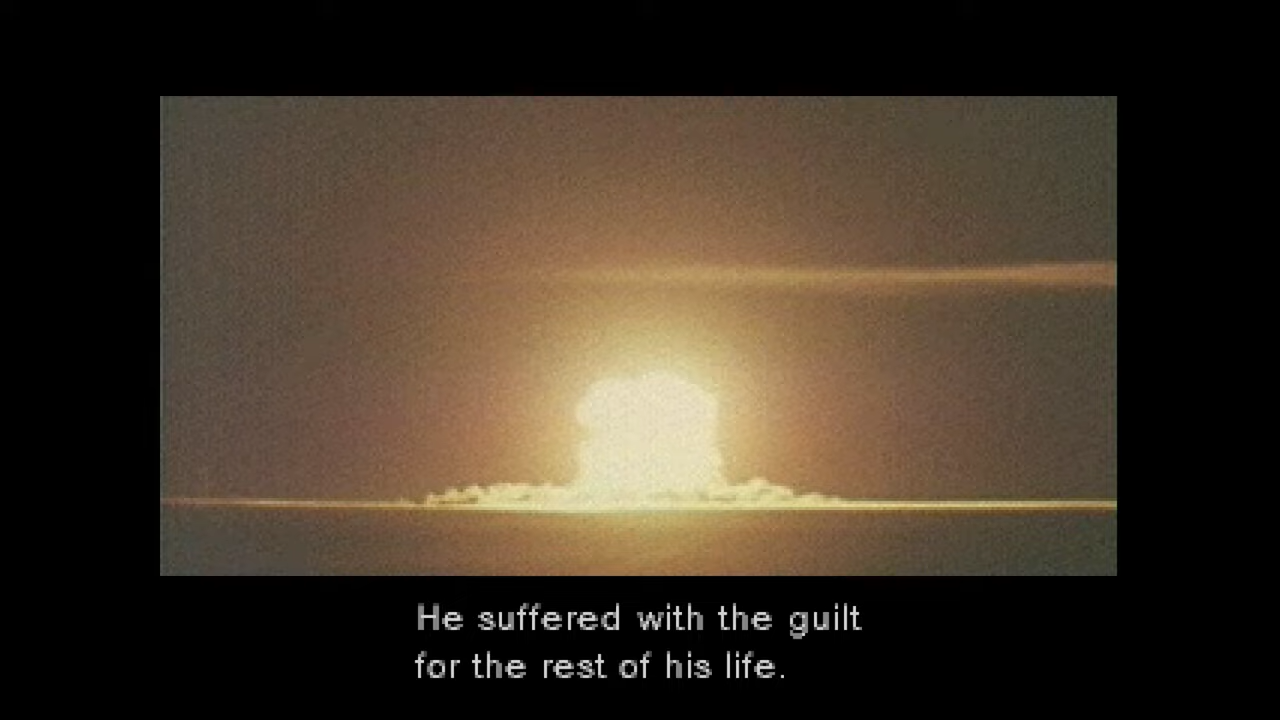 He suffered with the guilt
for the rest of his life.